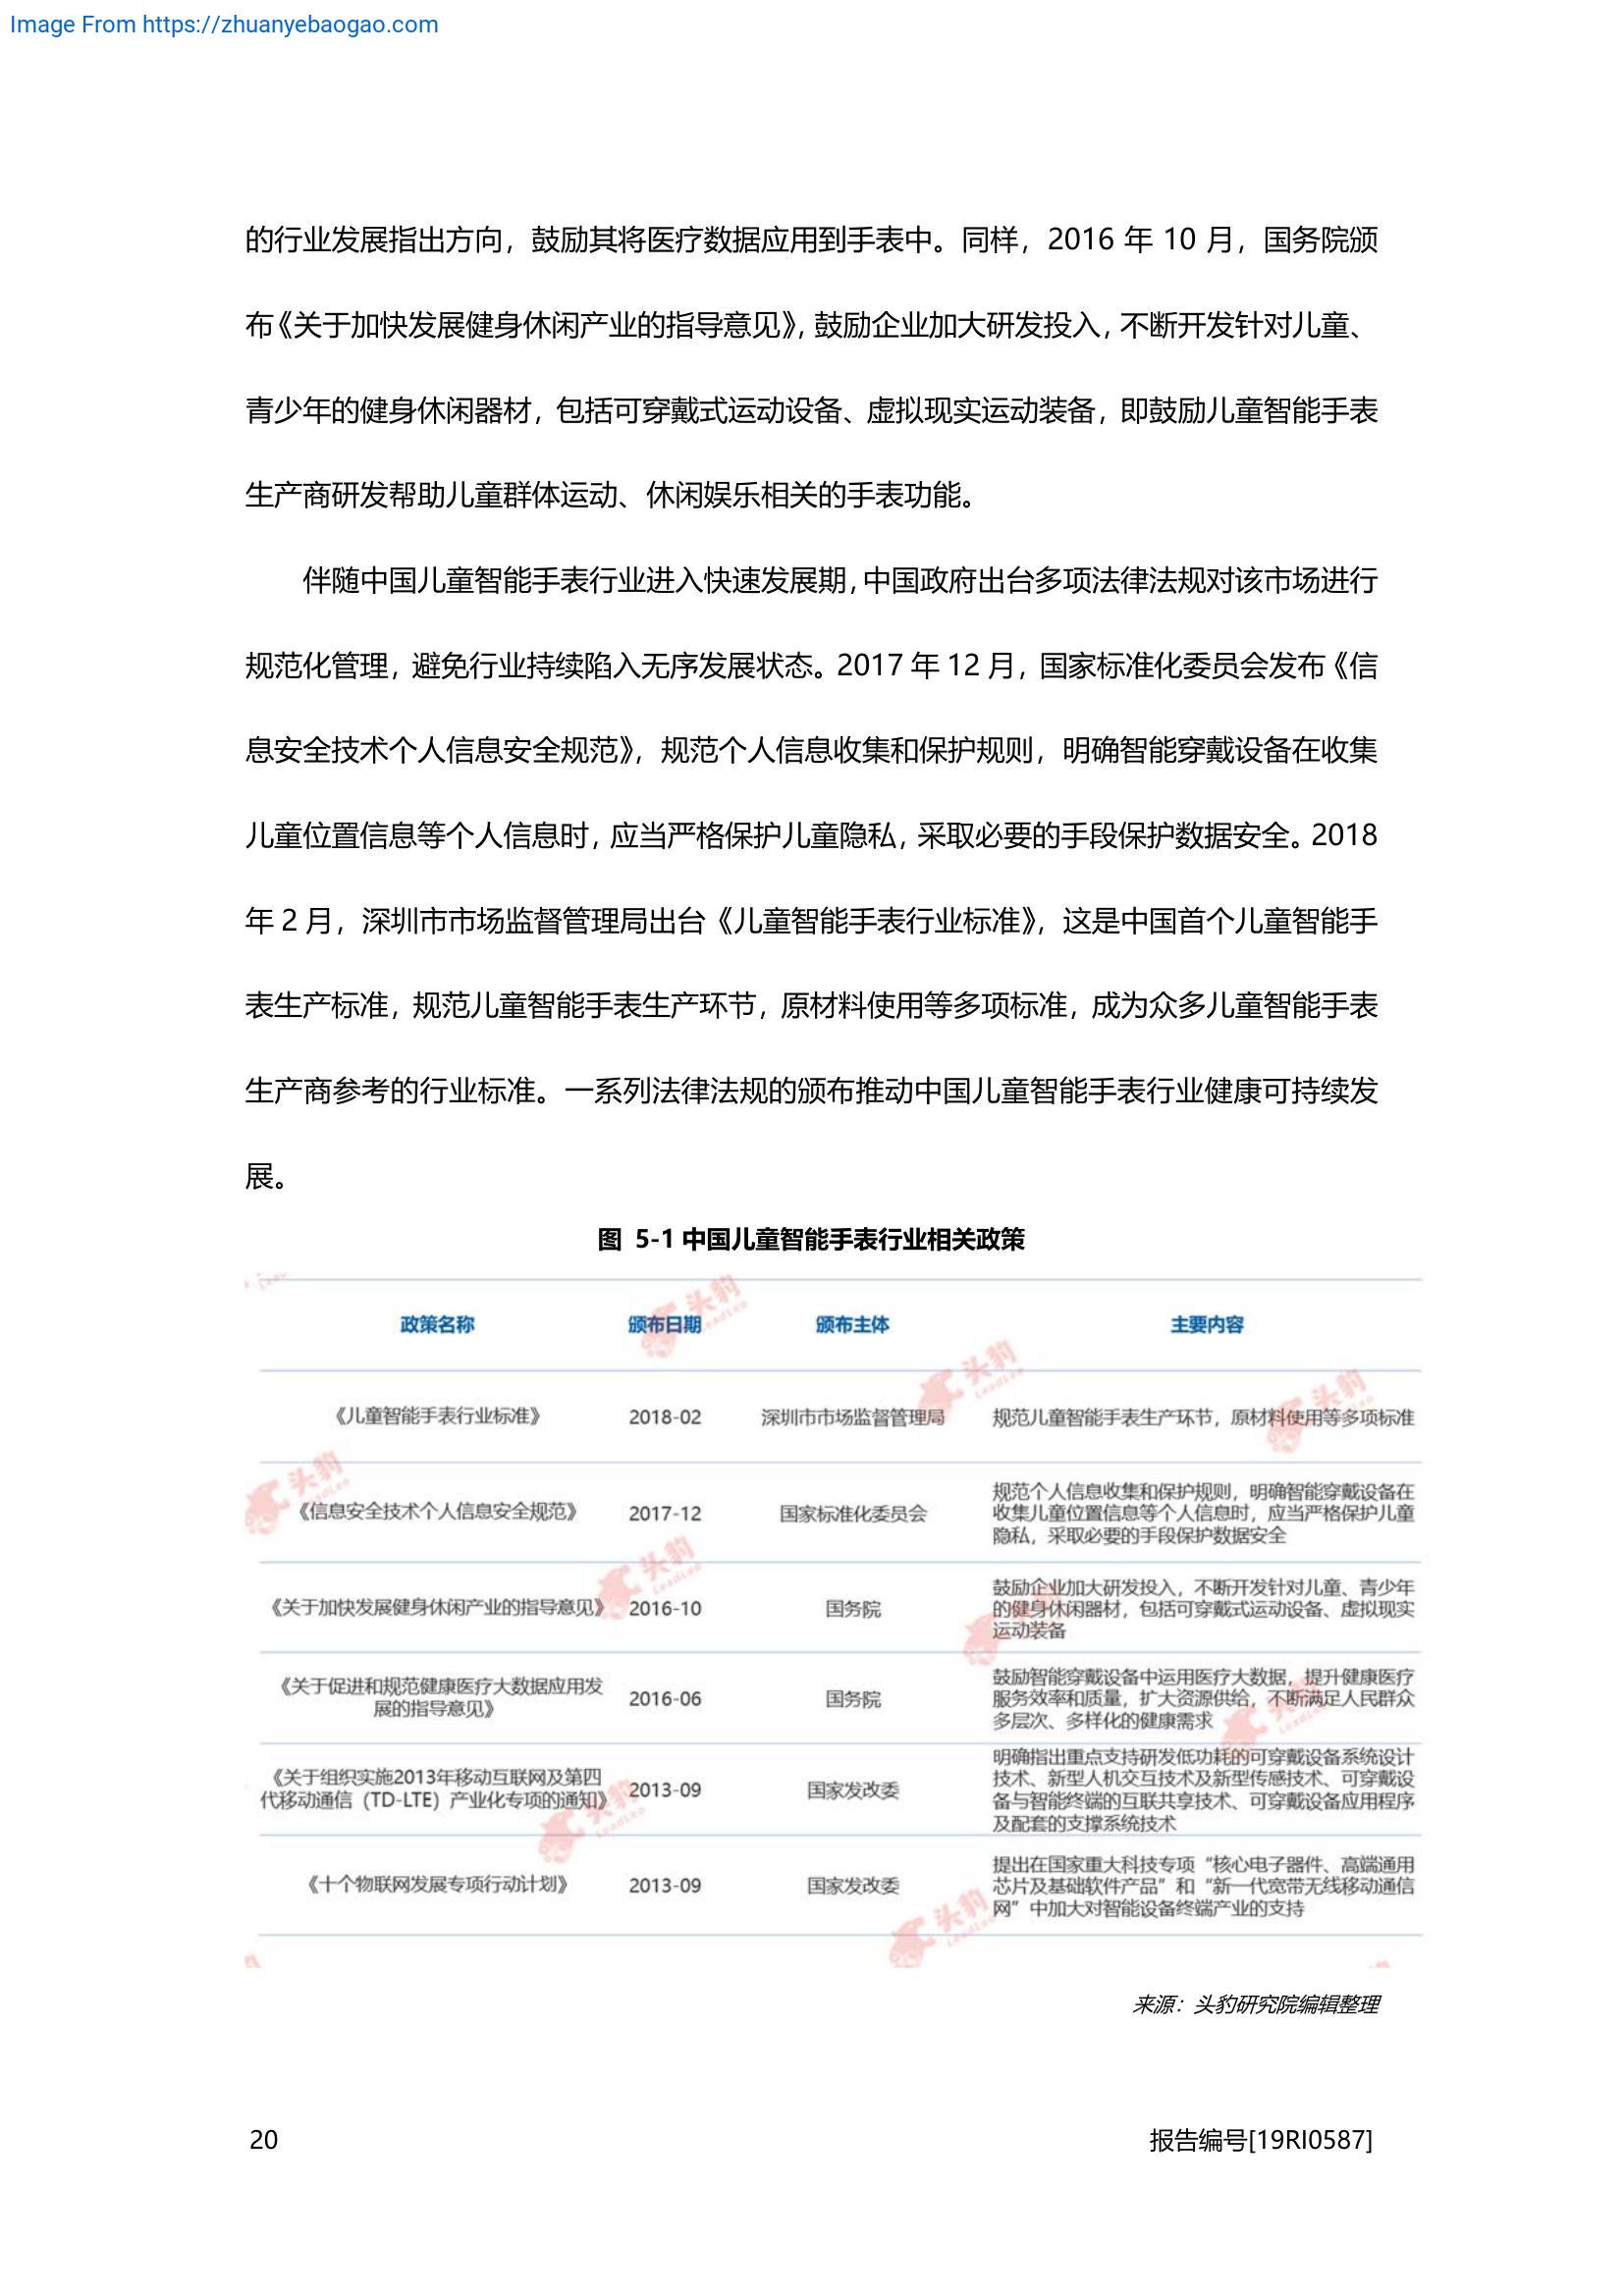 Image From https://zhuanyebaogao.com
的行业发展指出方向，鼓励其将医疗数据应用到手表中。同样，2016 年 10 月，国务院颁
布《关于加快发展健身休闲产业的指导意见》，鼓励企业加大研发投入，不断开发针对儿童、
青少年的健身休闲器材，包括可穿戴式运动设备、虚拟现实运动装备，即鼓励儿童智能手表
生产商研发帮助儿童群体运动、休闲娱乐相关的手表功能。
伴随中国儿童智能手表行业进入快速发展期，中国政府出台多项法律法规对该市场进行
规范化管理，避免行业持续陷入无序发展状态。2017 年 12 月，国家标准化委员会发布《信
息安全技术个人信息安全规范》，规范个人信息收集和保护规则，明确智能穿戴设备在收集
儿童位置信息等个人信息时，应当严格保护儿童隐私，采取必要的手段保护数据安全。2018
年 2 月，深圳市市场监督管理局出台《儿童智能手表行业标准》，这是中国首个儿童智能手
表生产标准，规范儿童智能手表生产环节，原材料使用等多项标准，成为众多儿童智能手表
生产商参考的行业标准。一系列法律法规的颁布推动中国儿童智能手表行业健康可持续发
展。
图 5-1 中国儿童智能手表行业相关政策
政策名称 颁布日期 颁布主体 主要内容
《儿童智能手表行业标准》 2018-02 深圳市市场监督管理局 规范儿童智能手表生产环节，原材料使用等多项标准
《信息安全技术个人信息安全规范》 2017-12 国家标准化委员会
规范个人信息收集和保护规则，明确智能穿戴设备在
收集儿童位置信息等个人信息时，应当严格保护儿童
隐私，采取必要的手段保护数据安全
《关于加快发展健身休闲产业的指导意见》 2016-10 国务院
鼓励企业加大研发投入，不断开发针对儿童、青少年
的健身休闲器材，包括可穿戴式运动设备、虚拟现实
运动装备
《关于促进和规范健康医疗大数据应用发
展的指导意见》
2016-06 国务院
鼓励智能穿戴设备中运用医疗大数据，提升健康医疗
服务效率和质量，扩大资源供给，不断满足人民群众
多层次、多样化的健康需求
《关于组织实施2013年移动互联网及第四
代移动通信（TD-LTE）产业化专项的通知》
2013-09 国家发改委
明确指出重点支持研发低功耗的可穿戴设备系统设计
技术、新型人机交互技术及新型传感技术、可穿戴设
备与智能终端的互联共享技术、可穿戴设备应用程序
及配套的支撑系统技术
《十个物联网发展专项行动计划》 2013-09 国家发改委
提出在国家重大科技专项“核心电子器件、高端通用
芯片及基础软件产品”和“新一代宽带无线移动通信
网”中加大对智能设备终端产业的支持
头豹
LeadLeo
来源：头豹研究院编辑整理
20 报告编号[19RI0587]